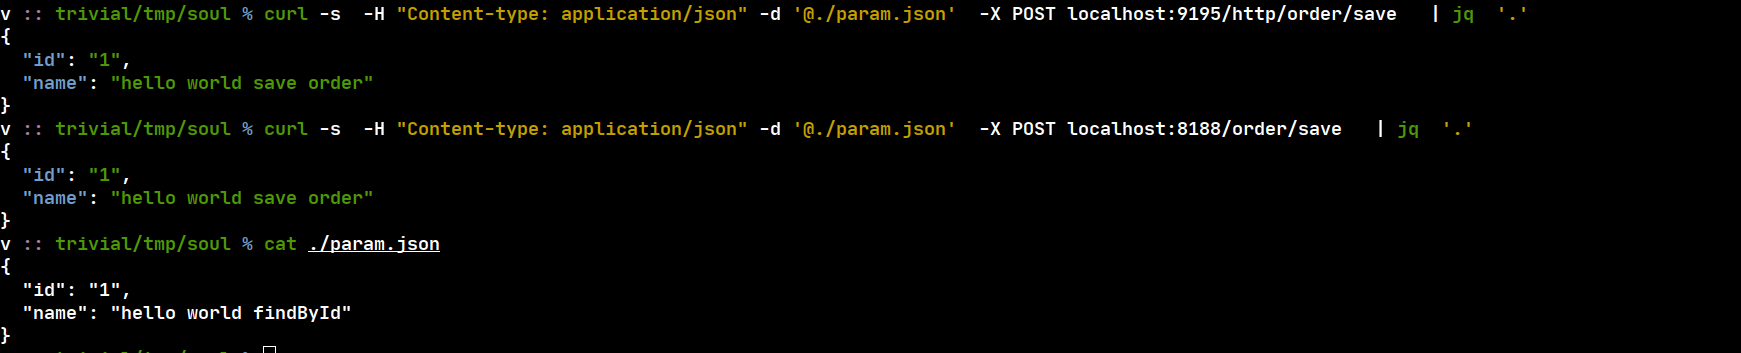 v :: trivial/tmp/soul % curl -s  -H "Content-type: application/json" -d '@./param.json'  -X POST localhost:9195/http/order/save   | jq  '.'
{
  "id": "1",
  "name": "hello world save order"
}
v :: trivial/tmp/soul % curl -s  -H "Content-type: application/json" -d '@./param.json'  -X POST localhost:8188/order/save   | jq  '.'
{
  "id": "1",
  "name": "hello world save order"
}
v :: trivial/tmp/soul % cat ./param.json
{
  "id": "1",
  "name": "hello world findById"
}